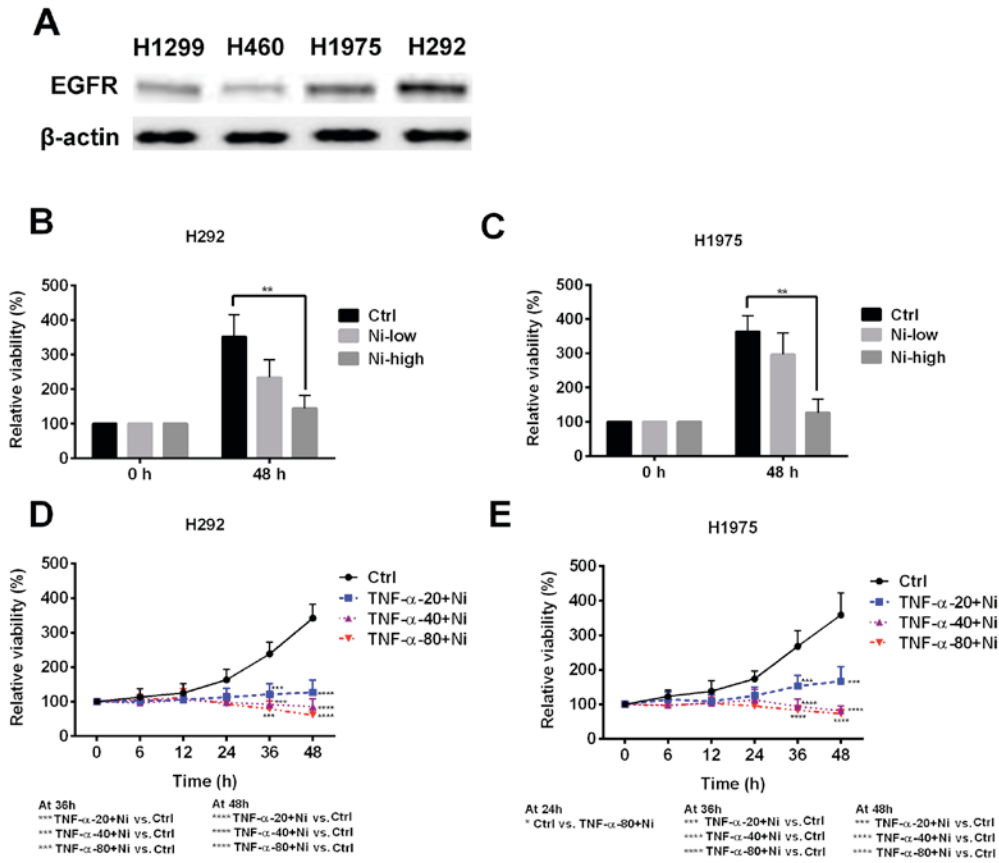 A
H1299 H460 H1975 H292
EGFR
β-actin
B
H292
Relative viability (%)
500
400
300
200
100
0
**
0 h
48 h
Ctrl
Ni-low
Ni-high
C
H1975
Relative viability (%)
500
400
300
200
100
0
**
0 h
48 h
Ctrl
Ni-low
Ni-high
D
H292
Relative viability (%)
500
400
300
200
100
0
***
****
***
****
***
****
0 6 12 24 36 48
Time (h)
Ctrl
TNF-α-20+Ni
TNF-α-40+Ni
TNF-α-80+Ni
At 36h
*** TNF-α-20+Ni vs. Ctrl
*** TNF-α-40+Ni vs. Ctrl
*** TNF-α-80+Ni vs. Ctrl
At 48h
**** TNF-α-20+Ni vs. Ctrl
**** TNF-α-40+Ni vs. Ctrl
**** TNF-α-80+Ni vs. Ctrl
E
H1975
Relative viability (%)
500
400
300
200
100
0
***
***
****
****
****
****
0 6 12 24 36 48
Time (h)
Ctrl
TNF-α-20+Ni
TNF-α-40+Ni
TNF-α-80+Ni
At 24h
* Ctrl vs. TNF-α-80+Ni
At 36h
*** TNF-α-20+Ni vs. Ctrl
**** TNF-α-40+Ni vs. Ctrl
**** TNF-α-80+Ni vs. Ctrl
At 48h
*** TNF-α-20+Ni vs. Ctrl
**** TNF-α-40+Ni vs. Ctrl
**** TNF-α-80+Ni vs. Ctrl